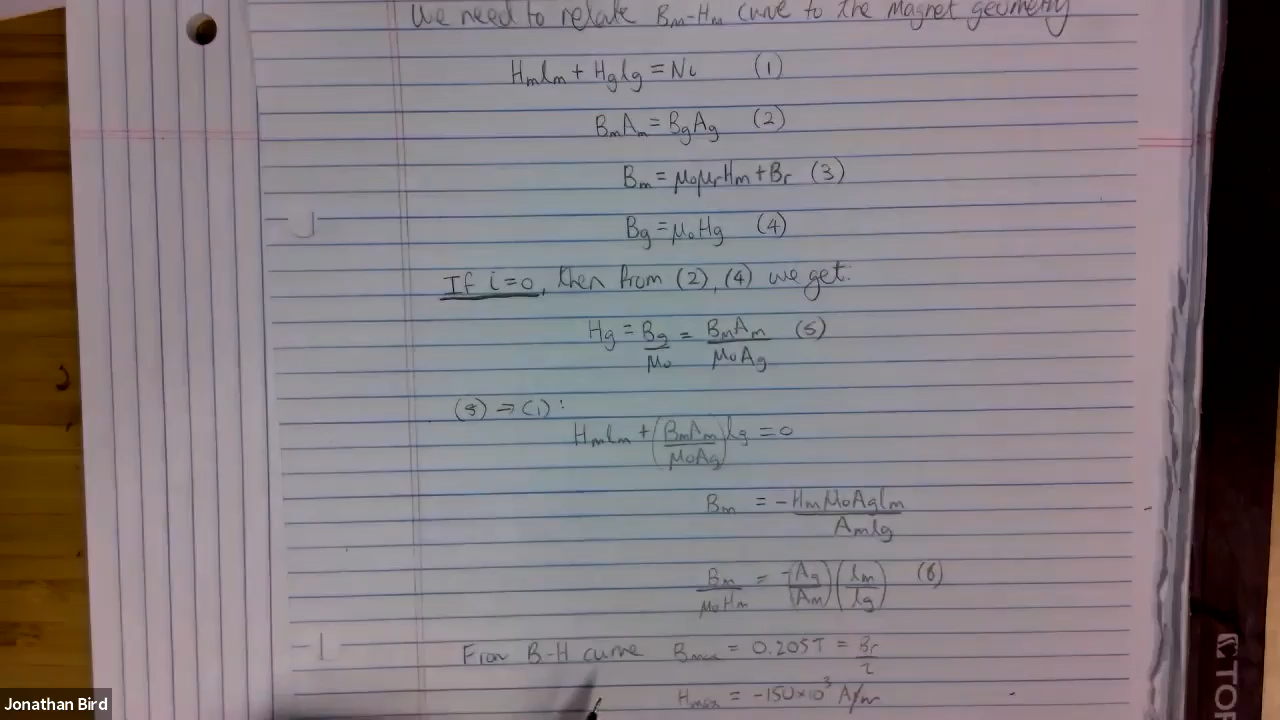 We need to relate Bm-Hm curve to the magnet geometry
Hmlm + Hglg = Ni (1)
BmAm = BgAg (2)
Bm = μ0μrHm + Br (3)
Bg = μ0Hg (4)
If i=0, then from (2), (4) we get:
Hg = Bg/μ0 = BmAm/μ0Ag (5)
(5) ⇒ (1):
Hmlm + (BmAm/μ0Ag)lg = 0
Bm = -Hmμ0Aglm/Amlg
Bm/μ0Hm = -(Ag/Am)(lm/lg) (6)
From B-H curve Bmax = 0.205T = Br/2
Hmax = -150×10³ A/m
Jonathan Bird
TOP